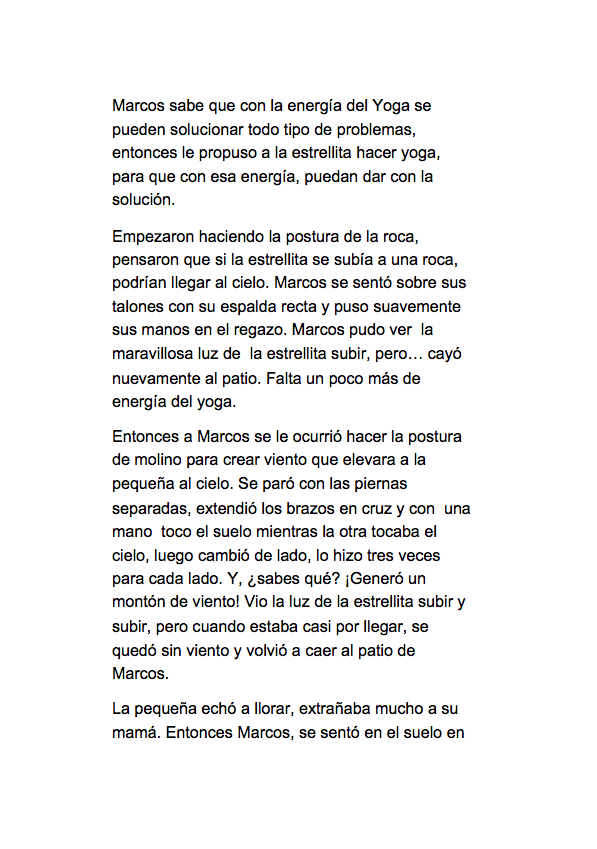 Marcos sabe que con la energía del Yoga se
pueden solucionar todo tipo de problemas,
entonces le propuso a la estrellita hacer yoga,
para que con esa energía, puedan dar con la
solución.
Empezaron haciendo la postura de la roca,
pensaron que si la estrellita se subía a una roca,
podrían llegar al cielo. Marcos se sentó sobre sus
talones con su espalda recta y puso suavemente
sus manos en el regazo. Marcos pudo ver  la
maravillosa luz de  la estrellita subir, pero… cayó
nuevamente al patio. Falta un poco más de
energía del yoga.
Entonces a Marcos se le ocurrió hacer la postura
de molino para crear viento que elevara a la
pequeña al cielo. Se paró con las piernas
separadas, extendió los brazos en cruz y con  una
mano  toco el suelo mientras la otra tocaba el
cielo, luego cambió de lado, lo hizo tres veces
para cada lado. Y, ¿sabes qué? ¡Generó un
montón de viento! Vio la luz de la estrellita subir y
subir, pero cuando estaba casi por llegar, se
quedó sin viento y volvió a caer al patio de
Marcos.
La pequeña echó a llorar, extrañaba mucho a su
mamá. Entonces Marcos, se sentó en el suelo en